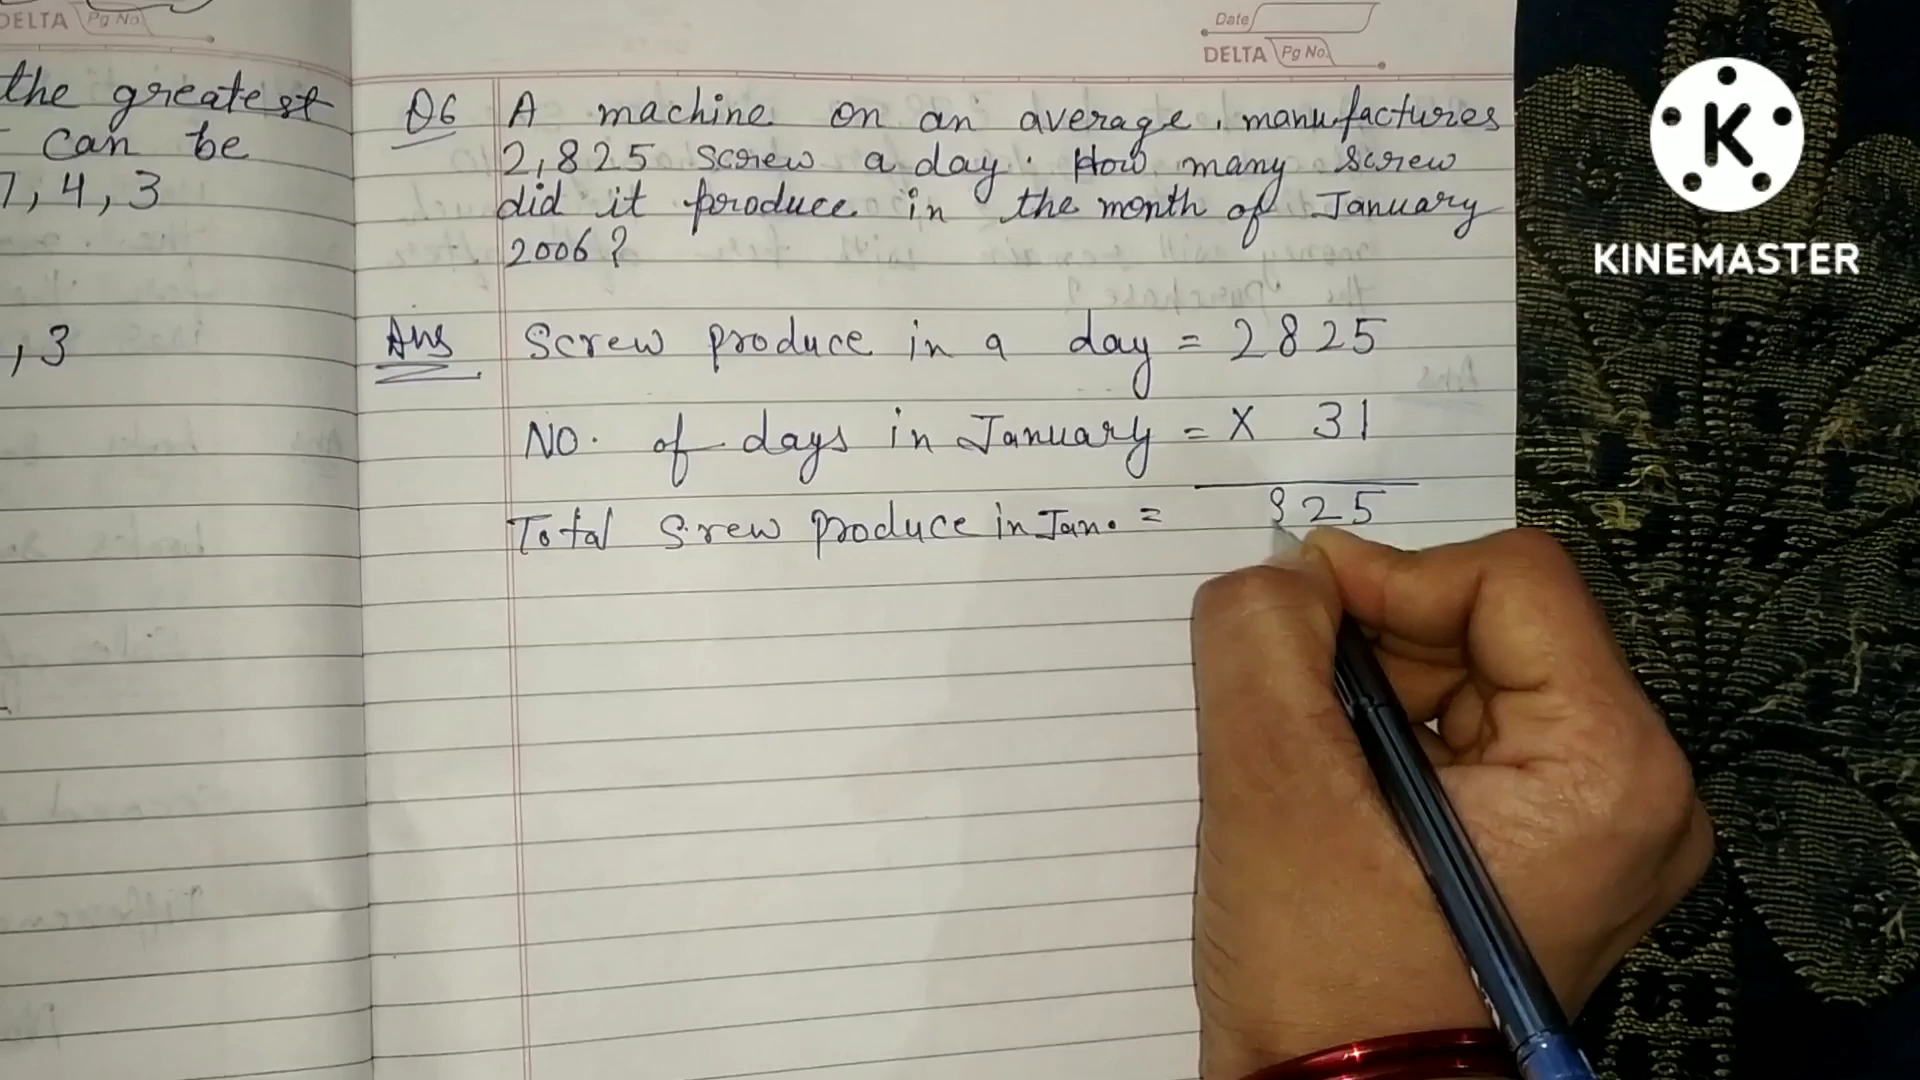 DELTA Pg No.
the greatest
can be
7, 4, 3
, 3
Date
DELTA Pg No.
Q6 A machine on an average, manufactures
2,825 screw a day. How many screw
did it produce in the month of January
2006?
Ans Screw produce in a day = 2825
NO. of days in January = X 31
Total Srew produce in Jan. = 825
K
KINEMASTER